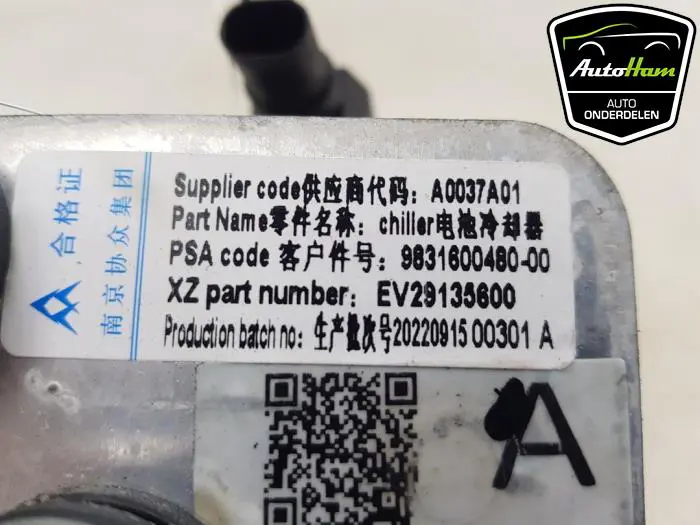 AutoHam
AUTO
ONDERDELEN
合格证
南京协众集团
Supplier code供应商代码: A0037A01
Part Name零件名称: chiller电池冷却器
PSA code 客户件号: 9831600480-00
XZ part number: EV29135600
Production batch no: 生产批次号20220915 00301 A
A